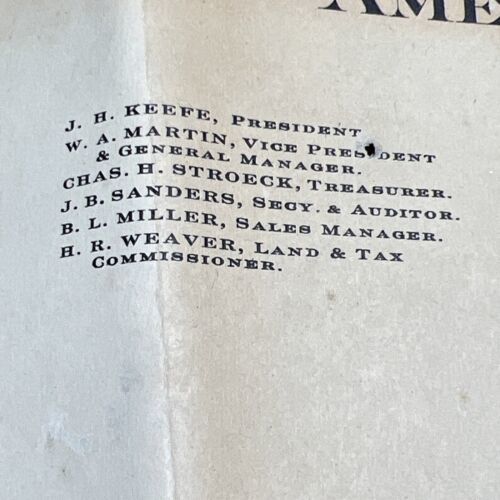 AME
J. H. KEEFE, PRESIDENT
W. A. MARTIN, VICE PRESIDENT
& GENERAL MANAGER.
CHAS. H. STROECK, TREASURER.
J. B. SANDERS, SECY. & AUDITOR.
B. L. MILLER, SALES MANAGER.
H. R. WEAVER, LAND & TAX
COMMISSIONER.